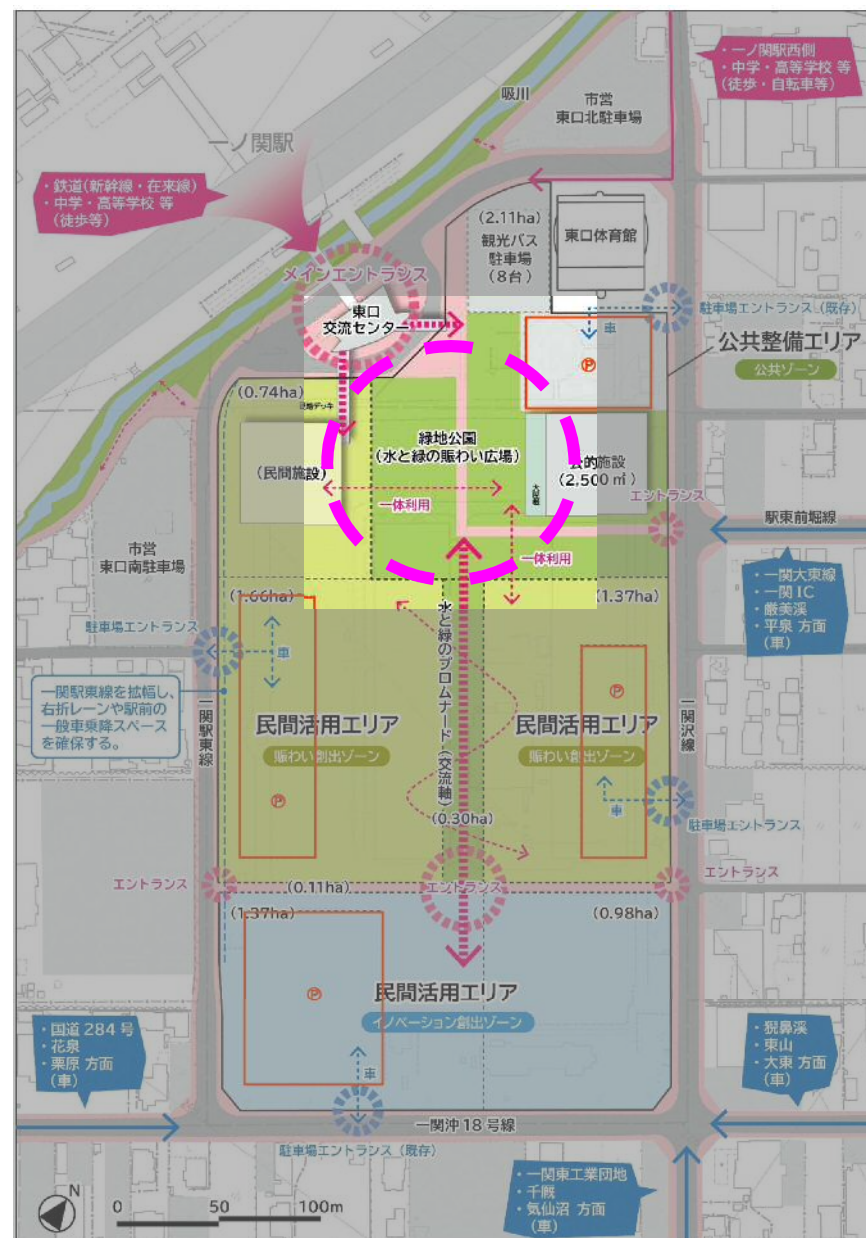 ・一ノ関駅西側
・中学・高等学校 等
(徒歩・自転車等)
吸川
市営
東口北駐車場
一ノ関駅
・鉄道(新幹線・在来線)
・中学・高等学校 等
(徒歩等)
(2.11ha)
観光バス
駐車場
(8台)
東口体育館
メインエントランス
東口
交流センター
駐車場エントランス(既存)
車
公共整備エリア
公共ゾーン
P
(0.74ha)
デッキ
緑地公園
(水と緑の賑わい広場)
(民間施設)
公的施設
(2,500㎡)
大屋根
エントランス
一体利用
駅東前堀線
市営
東口南駐車場
一体利用
・一関大東線
・一関IC
・厳美渓
・平泉 方面
(車)
(1.66ha)
(1.37ha)
駐車場エントランス
車
水と緑のプロムナード(交流軸)
一関駅東線を拡幅し、
右折レーンや駅前の
一般車乗降スペース
を確保する。
一関駅東線
P
一関沢線
民間活用エリア
賑わい創出ゾーン
民間活用エリア
賑わい創出ゾーン
P
車
(0.30ha)
駐車場エントランス
エントランス
(0.11ha)
エントランス
エントランス
(1.37ha)
(0.98ha)
P
民間活用エリア
イノベーション創出ゾーン
・国道284号
・花泉
・栗原 方面
(車)
・猊鼻渓
・東山
・大東 方面
(車)
車
一関沖18号線
駐車場エントランス(既存)
・一関東工業団地
・千厩
・気仙沼 方面
(車)
N
0 50 100m